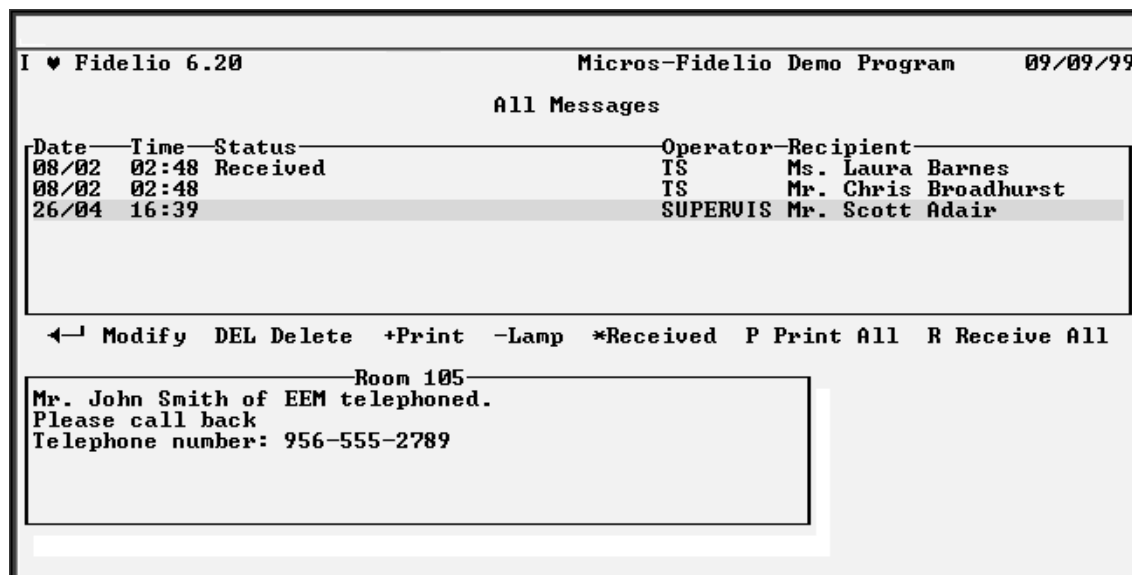 I ♥ Fidelio 6.20 Micros-Fidelio Demo Program 09/09/99
All Messages
Date Time Status Operator Recipient
08/02 02:48 Received TS Ms. Laura Barnes
08/02 02:48 TS Mr. Chris Broadhurst
26/04 16:39 SUPERVIS Mr. Scott Adair
◄─┘ Modify DEL Delete +Print -Lamp *Received P Print All R Receive All
Room 105
Mr. John Smith of EEM telephoned.
Please call back
Telephone number: 956-555-2789